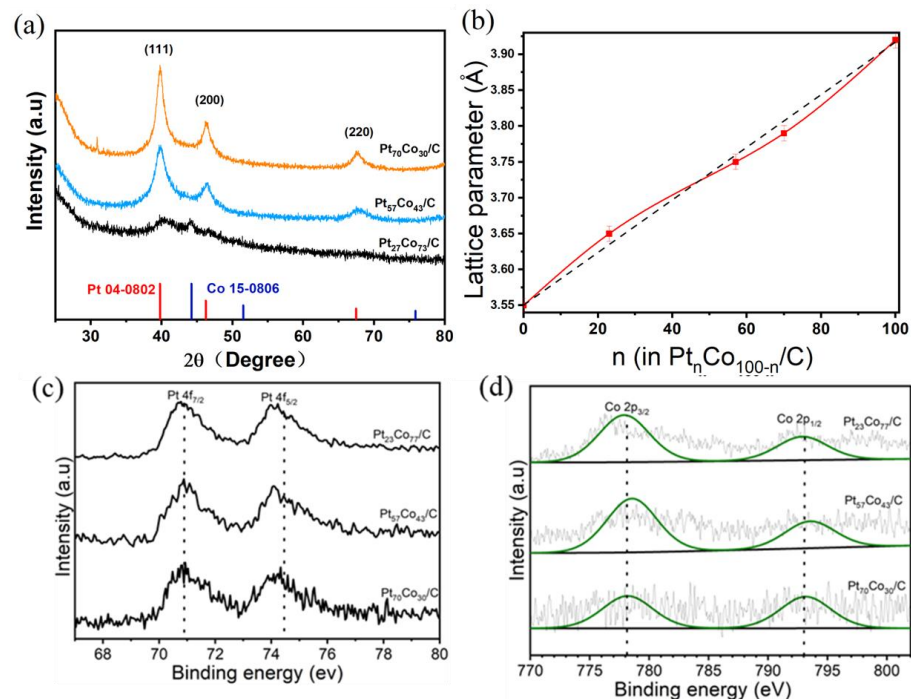 (a)
Intensity (a.u)
(111)
(200)
(220)
Pt70Co30/C
Pt57Co43/C
Pt27Co73/C
Pt 04-0802
Co 15-0806
30 40 50 60 70 80
2θ（Degree）
(b)
Lattice parameter (Å)
3.90
3.85
3.80
3.75
3.70
3.65
3.60
3.55
0 20 40 60 80 100
n (in PtnCo100-n/C)
(c)
Intensity (a.u)
Pt 4f7/2
Pt 4f5/2
Pt23Co77/C
Pt57Co43/C
Pt70Co30/C
68 70 72 74 76 78 80
Binding energy (ev)
(d)
Intensity (a.u)
Co 2p3/2
Co 2p1/2
Pt23Co77/C
Pt57Co43/C
Pt70Co30/C
770 775 780 785 790 795 800
Binding energy (eV)